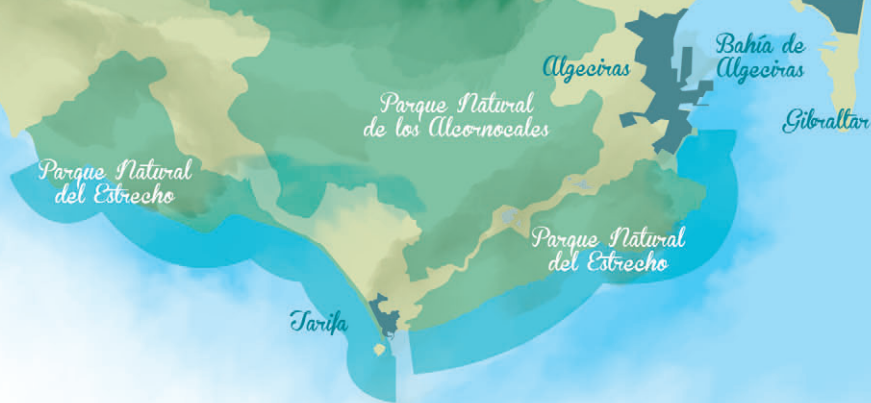 Bahía de
Algeciras
Algeciras
Parque Natural
de los Alcornocales
Gibraltar
Parque Natural
del Estrecho
Parque Natural
del Estrecho
Tarifa